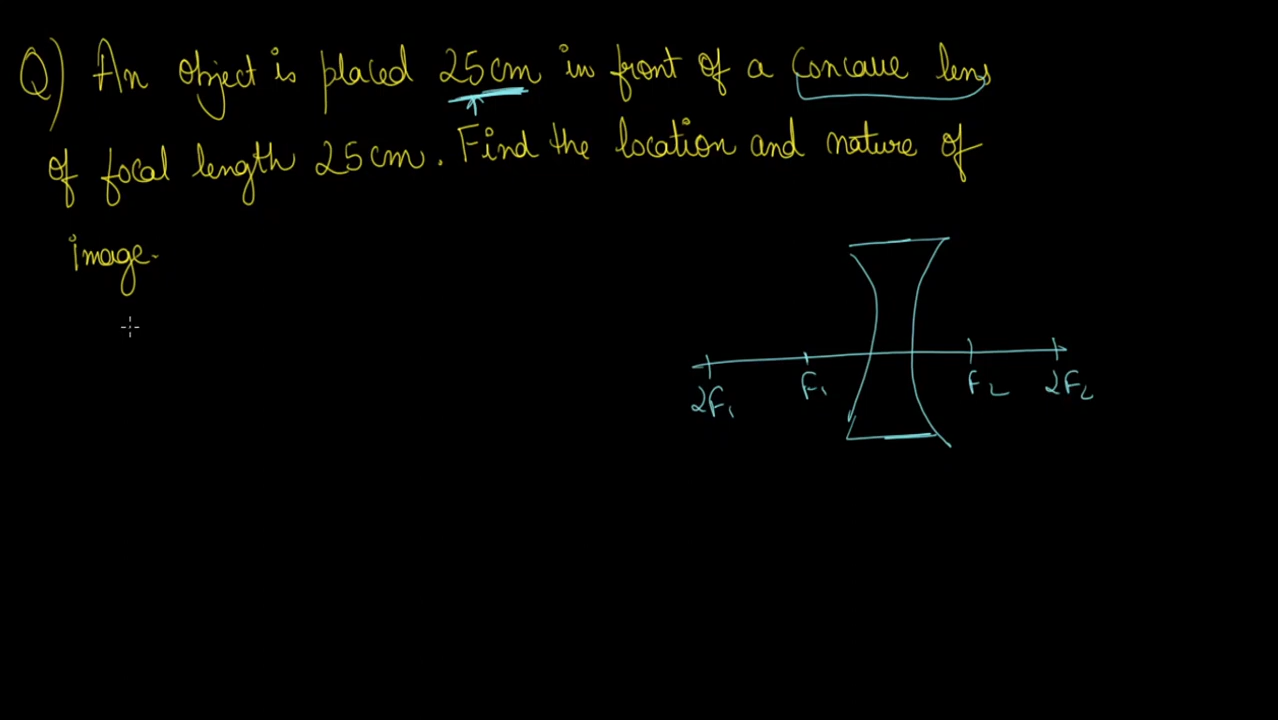 Q) An object is placed 25cm in front of a Concave lens
of focal length 25cm. Find the location and nature of
image.
2F₁ F₁ F₂ 2F₂